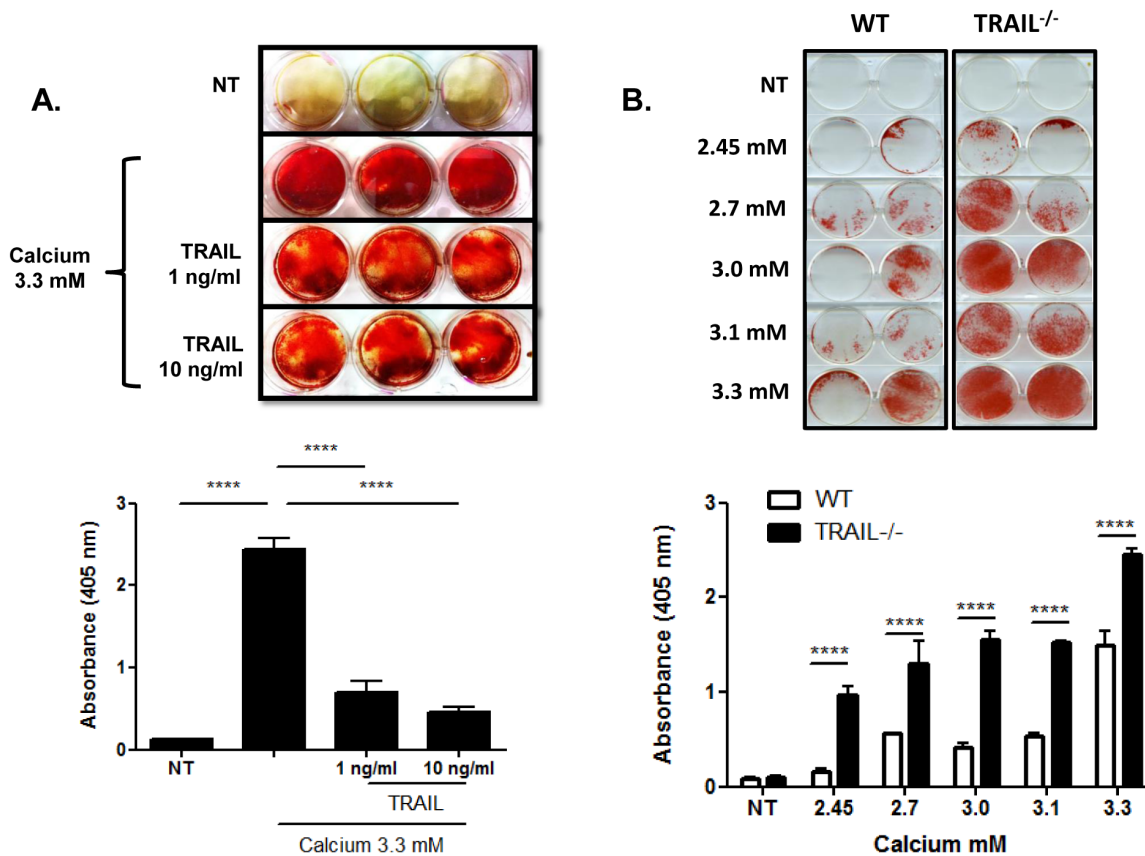 A.
NT
Calcium
3.3 mM
TRAIL
1 ng/ml
TRAIL
10 ng/ml
****
****
****
Absorbance (405 nm)
3
2
1
0
NT
1 ng/ml
10 ng/ml
TRAIL
Calcium 3.3 mM
B.
WT
TRAIL-/-
NT
2.45 mM
2.7 mM
3.0 mM
3.1 mM
3.3 mM
WT
TRAIL-/-
****
****
****
****
****
Absorbance (405 nm)
3
2
1
0
NT
2.45
2.7
3.0
3.1
3.3
Calcium mM